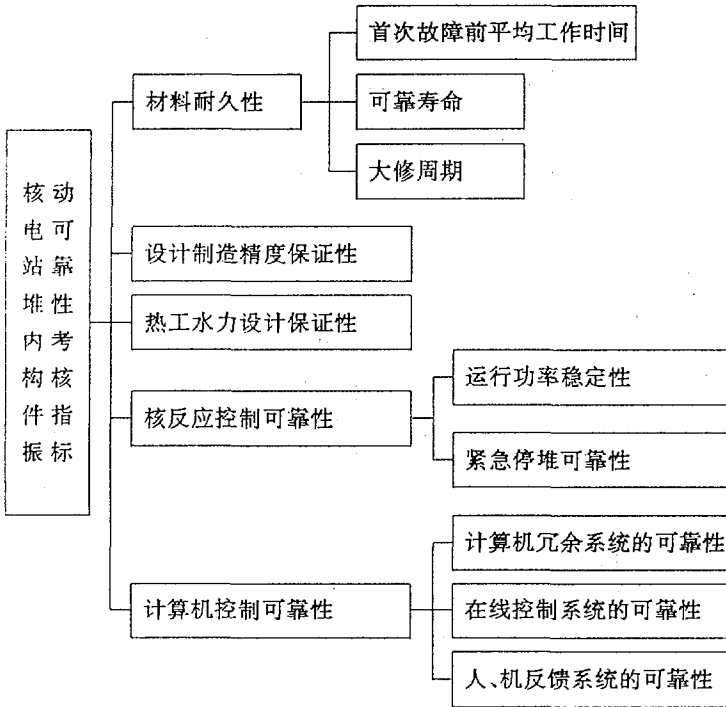 核电站堆内构件振
动可靠性考核指标
材料耐久性
首次故障前平均工作时间
可靠寿命
大修周期
设计制造精度保证性
热工水力设计保证性
核反应控制可靠性
运行功率稳定性
紧急停堆可靠性
计算机控制可靠性
计算机冗余系统的可靠性
在线控制系统的可靠性
人、机反馈系统的可靠性